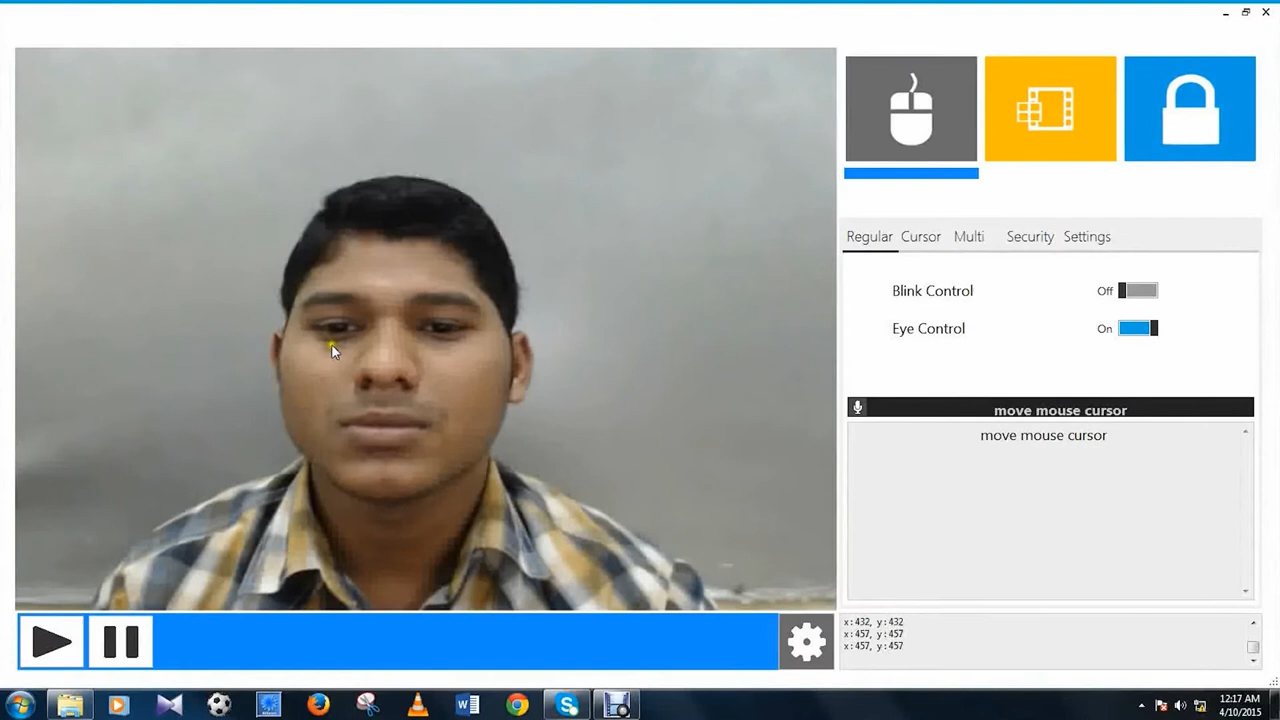 Regular Cursor Multi Security Settings
Blink Control Off
Eye Control On
move mouse cursor
move mouse cursor
x:432, y:432
x:457, y:457
x:457, y:457
12:17 AM
4/10/2015